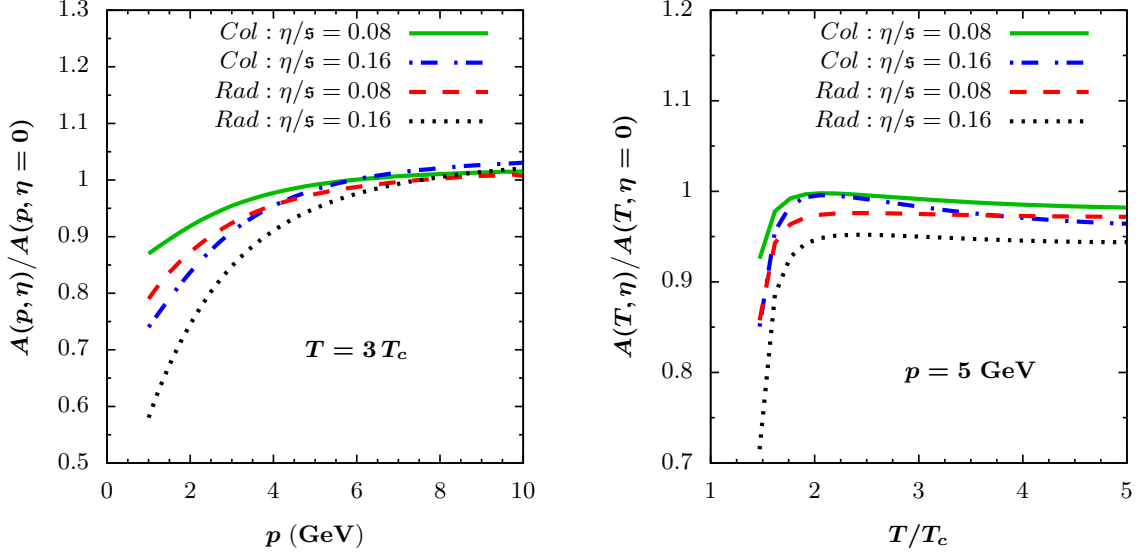 1.3
1.2
1.1
1
0.9
0.8
0.7
0.6
0.5
0 2 4 6 8 10
A(p, η)/A(p, η = 0)
p (GeV)
Col : η/𝔰 = 0.08
Col : η/𝔰 = 0.16
Rad : η/𝔰 = 0.08
Rad : η/𝔰 = 0.16
T = 3 T_c
1.2
1.1
1
0.9
0.8
0.7
1 2 3 4 5
A(T, η)/A(T, η = 0)
T/T_c
Col : η/𝔰 = 0.08
Col : η/𝔰 = 0.16
Rad : η/𝔰 = 0.08
Rad : η/𝔰 = 0.16
p = 5 GeV